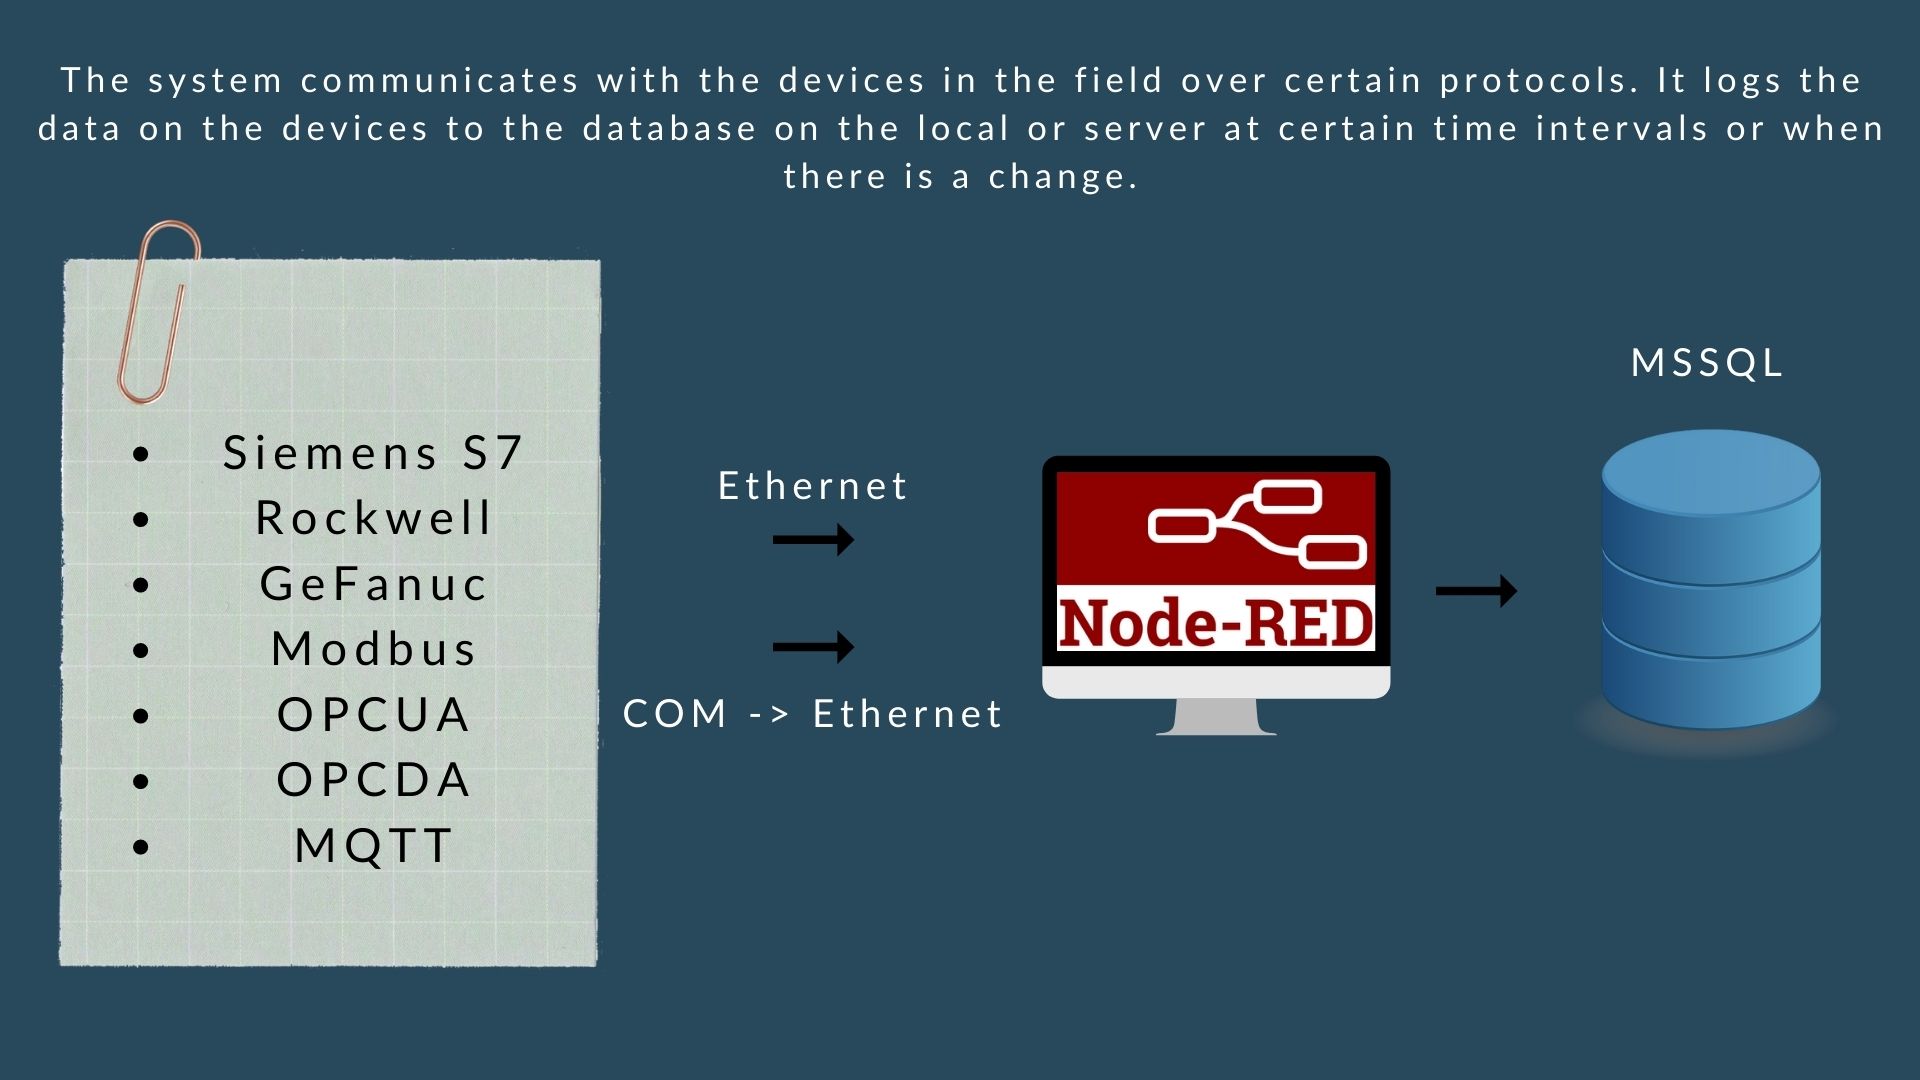 The system communicates with the devices in the field over certain protocols. It logs the
data on the devices to the database on the local or server at certain time intervals or when
there is a change.
Siemens S7
Rockwell
GeFanuc
Modbus
OPCUA
OPCDA
MQTT
Ethernet
COM -> Ethernet
Node-RED
MSSQL